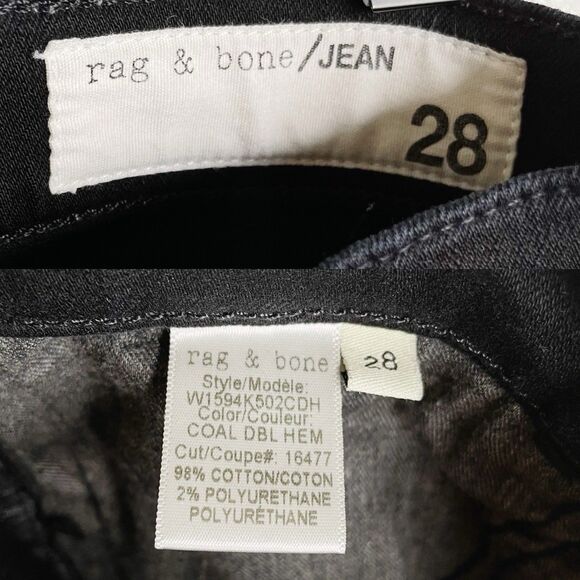 rag & bone/JEAN
28
rag & bone
28
Style/Modèle:
W1594K502CDH
Color/Couleur:
COAL DBL HEM
Cut/Coupe#: 16477
98% COTTON/COTON
2% POLYURETHANE
POLYURÉTHANE